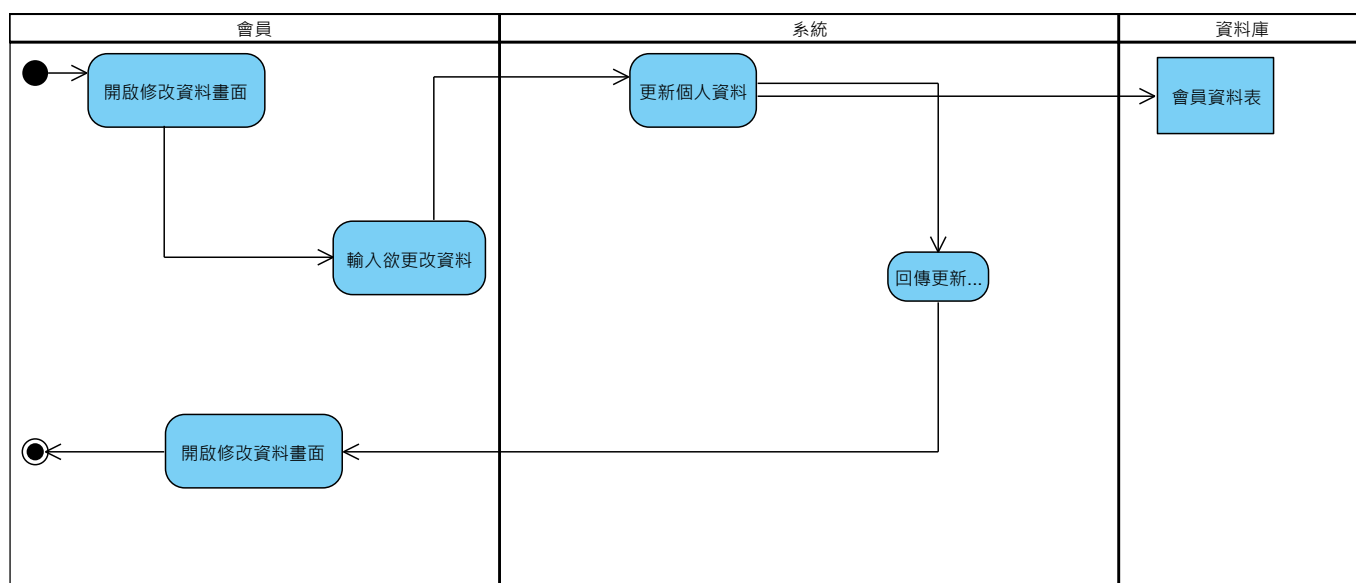 會員
系統
資料庫
開啟修改資料畫面
更新個人資料
會員資料表
輸入欲更改資料
回傳更新...
開啟修改資料畫面